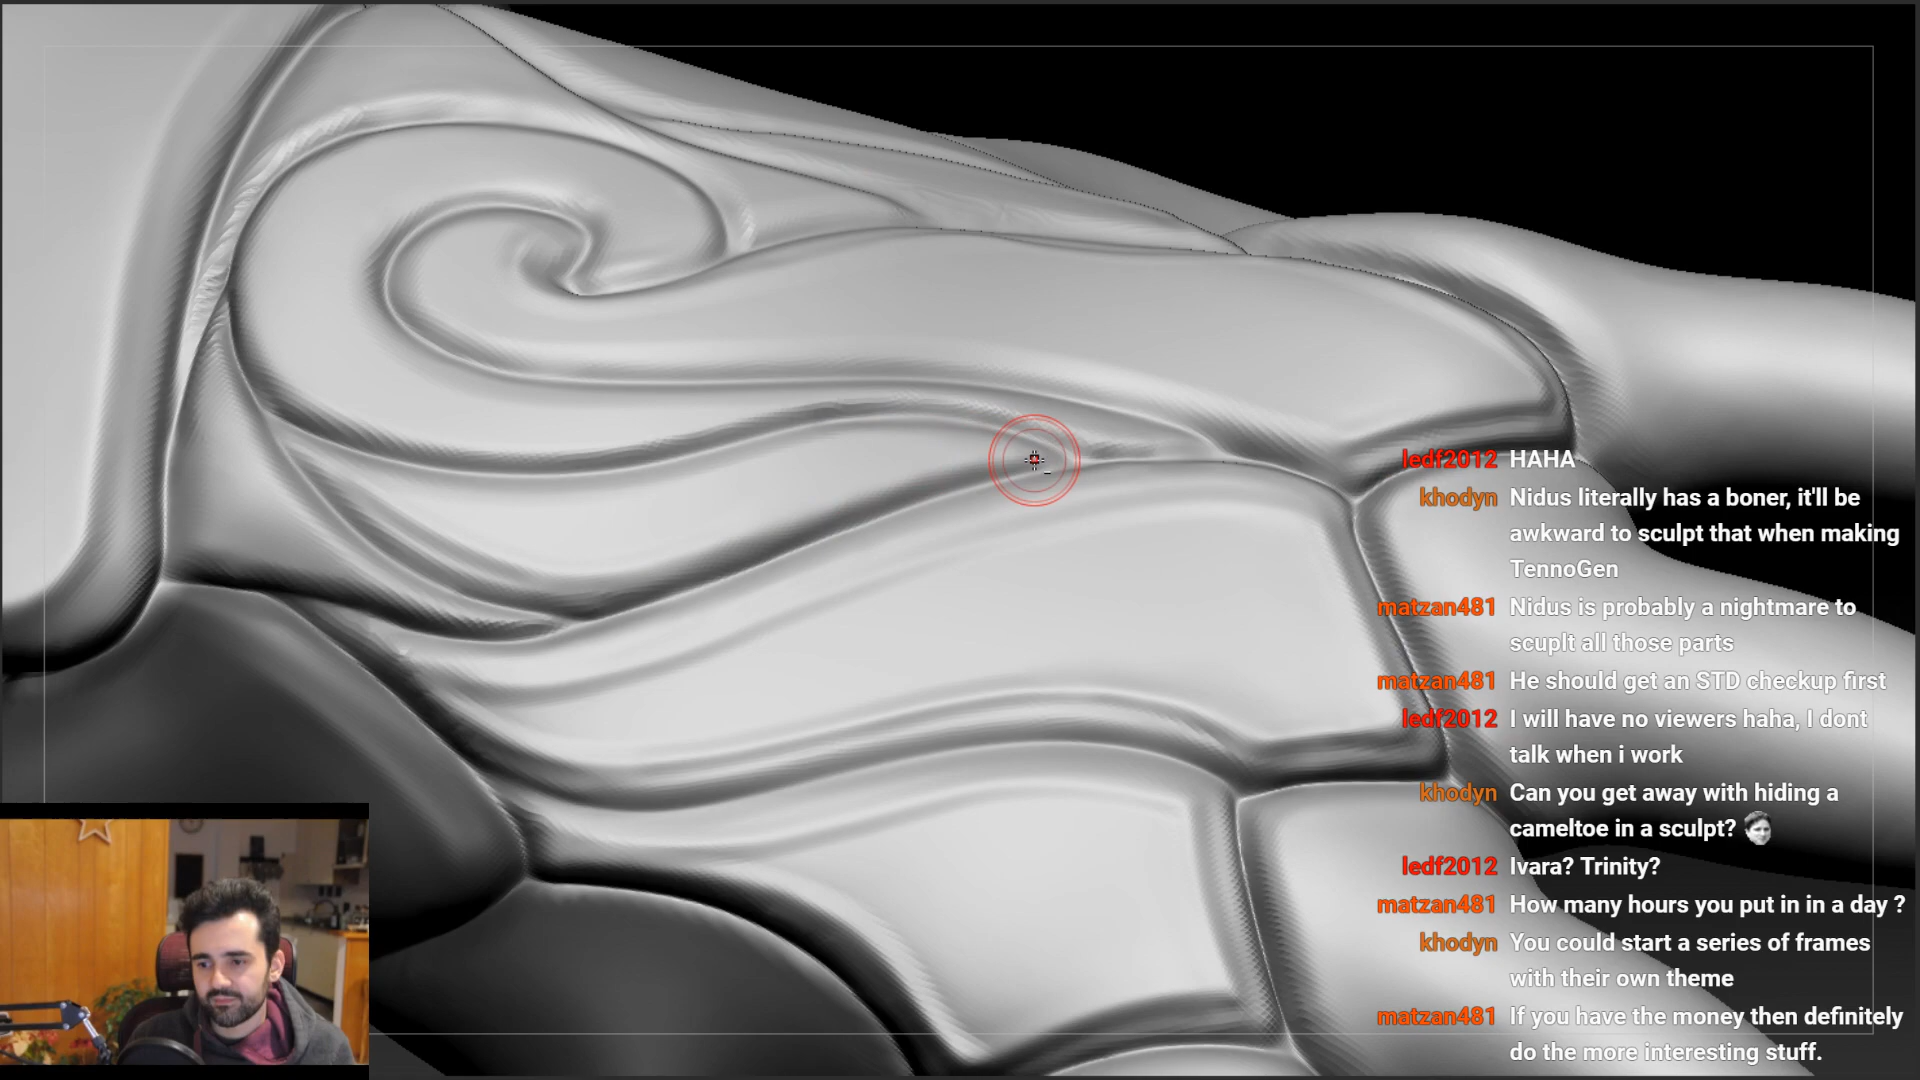 ledf2012 HAHA
khodyn Nidus literally has a boner, it'll be
awkward to sculpt that when making
TennoGen
matzan481 Nidus is probably a nightmare to
scuplt all those parts
matzan481 He should get an STD checkup first
ledf2012 I will have no viewers haha, I dont
talk when i work
khodyn Can you get away with hiding a
cameltoe in a sculpt?
ledf2012 Ivara? Trinity?
matzan481 How many hours you put in in a day ?
khodyn You could start a series of frames
with their own theme
matzan481 If you have the money then definitely
do the more interesting stuff.